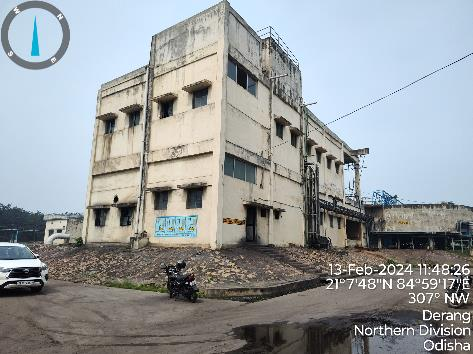 13-Feb-2024 11:48:26
21°7'48"N 84°59'17"E
307° NW
Derang
Northern Division
Odisha